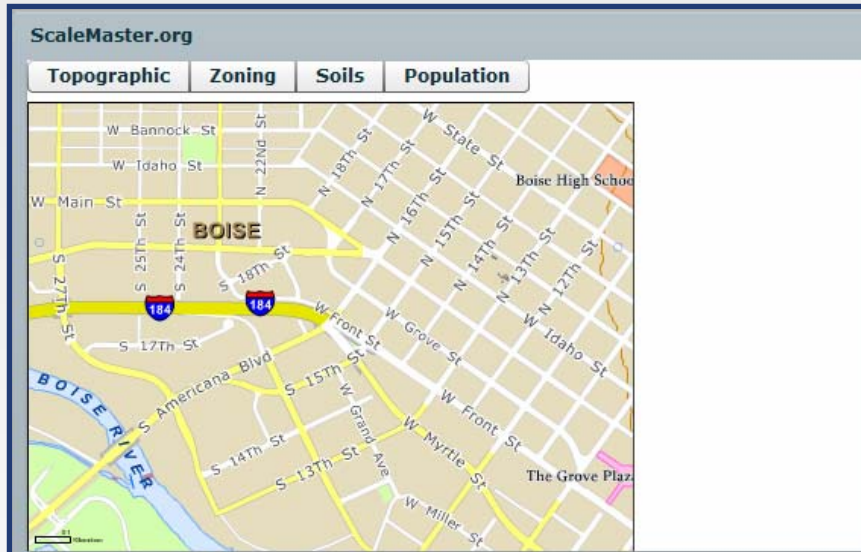 ScaleMaster.org
Topographic Zoning Soils Population
W Bannock St
W State St
W Idaho St
N 22Nd St
N 18Th St
N 17Th St
Boise High Schoo
W Main St
N 16Th St
N 15Th St
N 14Th St
N 13Th St
N 12Th St
BOISE
S 25Th St
S 24Th St
S 27Th St
S 18Th St
184
184
W Front St
W Grove St
W Idaho St
S 17Th St
S Americana Blvd
S 15Th St
W Grand Ave
W Front St
BOISE RIVER
W Myrtle St
S 14Th St
S 13Th St
The Grove Plaz
W Miller St